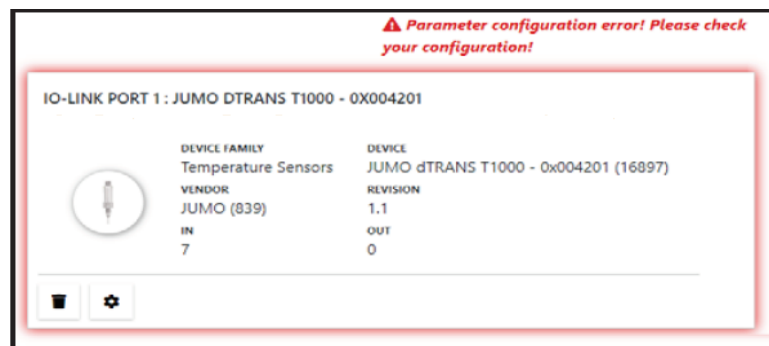 Parameter configuration error! Please check
your configuration!
IO-LINK PORT 1 : JUMO DTRANS T1000 - 0X004201
DEVICE FAMILY
Temperature Sensors
DEVICE
JUMO dTRANS T1000 - 0x004201 (16897)
VENDOR
JUMO (839)
REVISION
1.1
IN
7
OUT
0